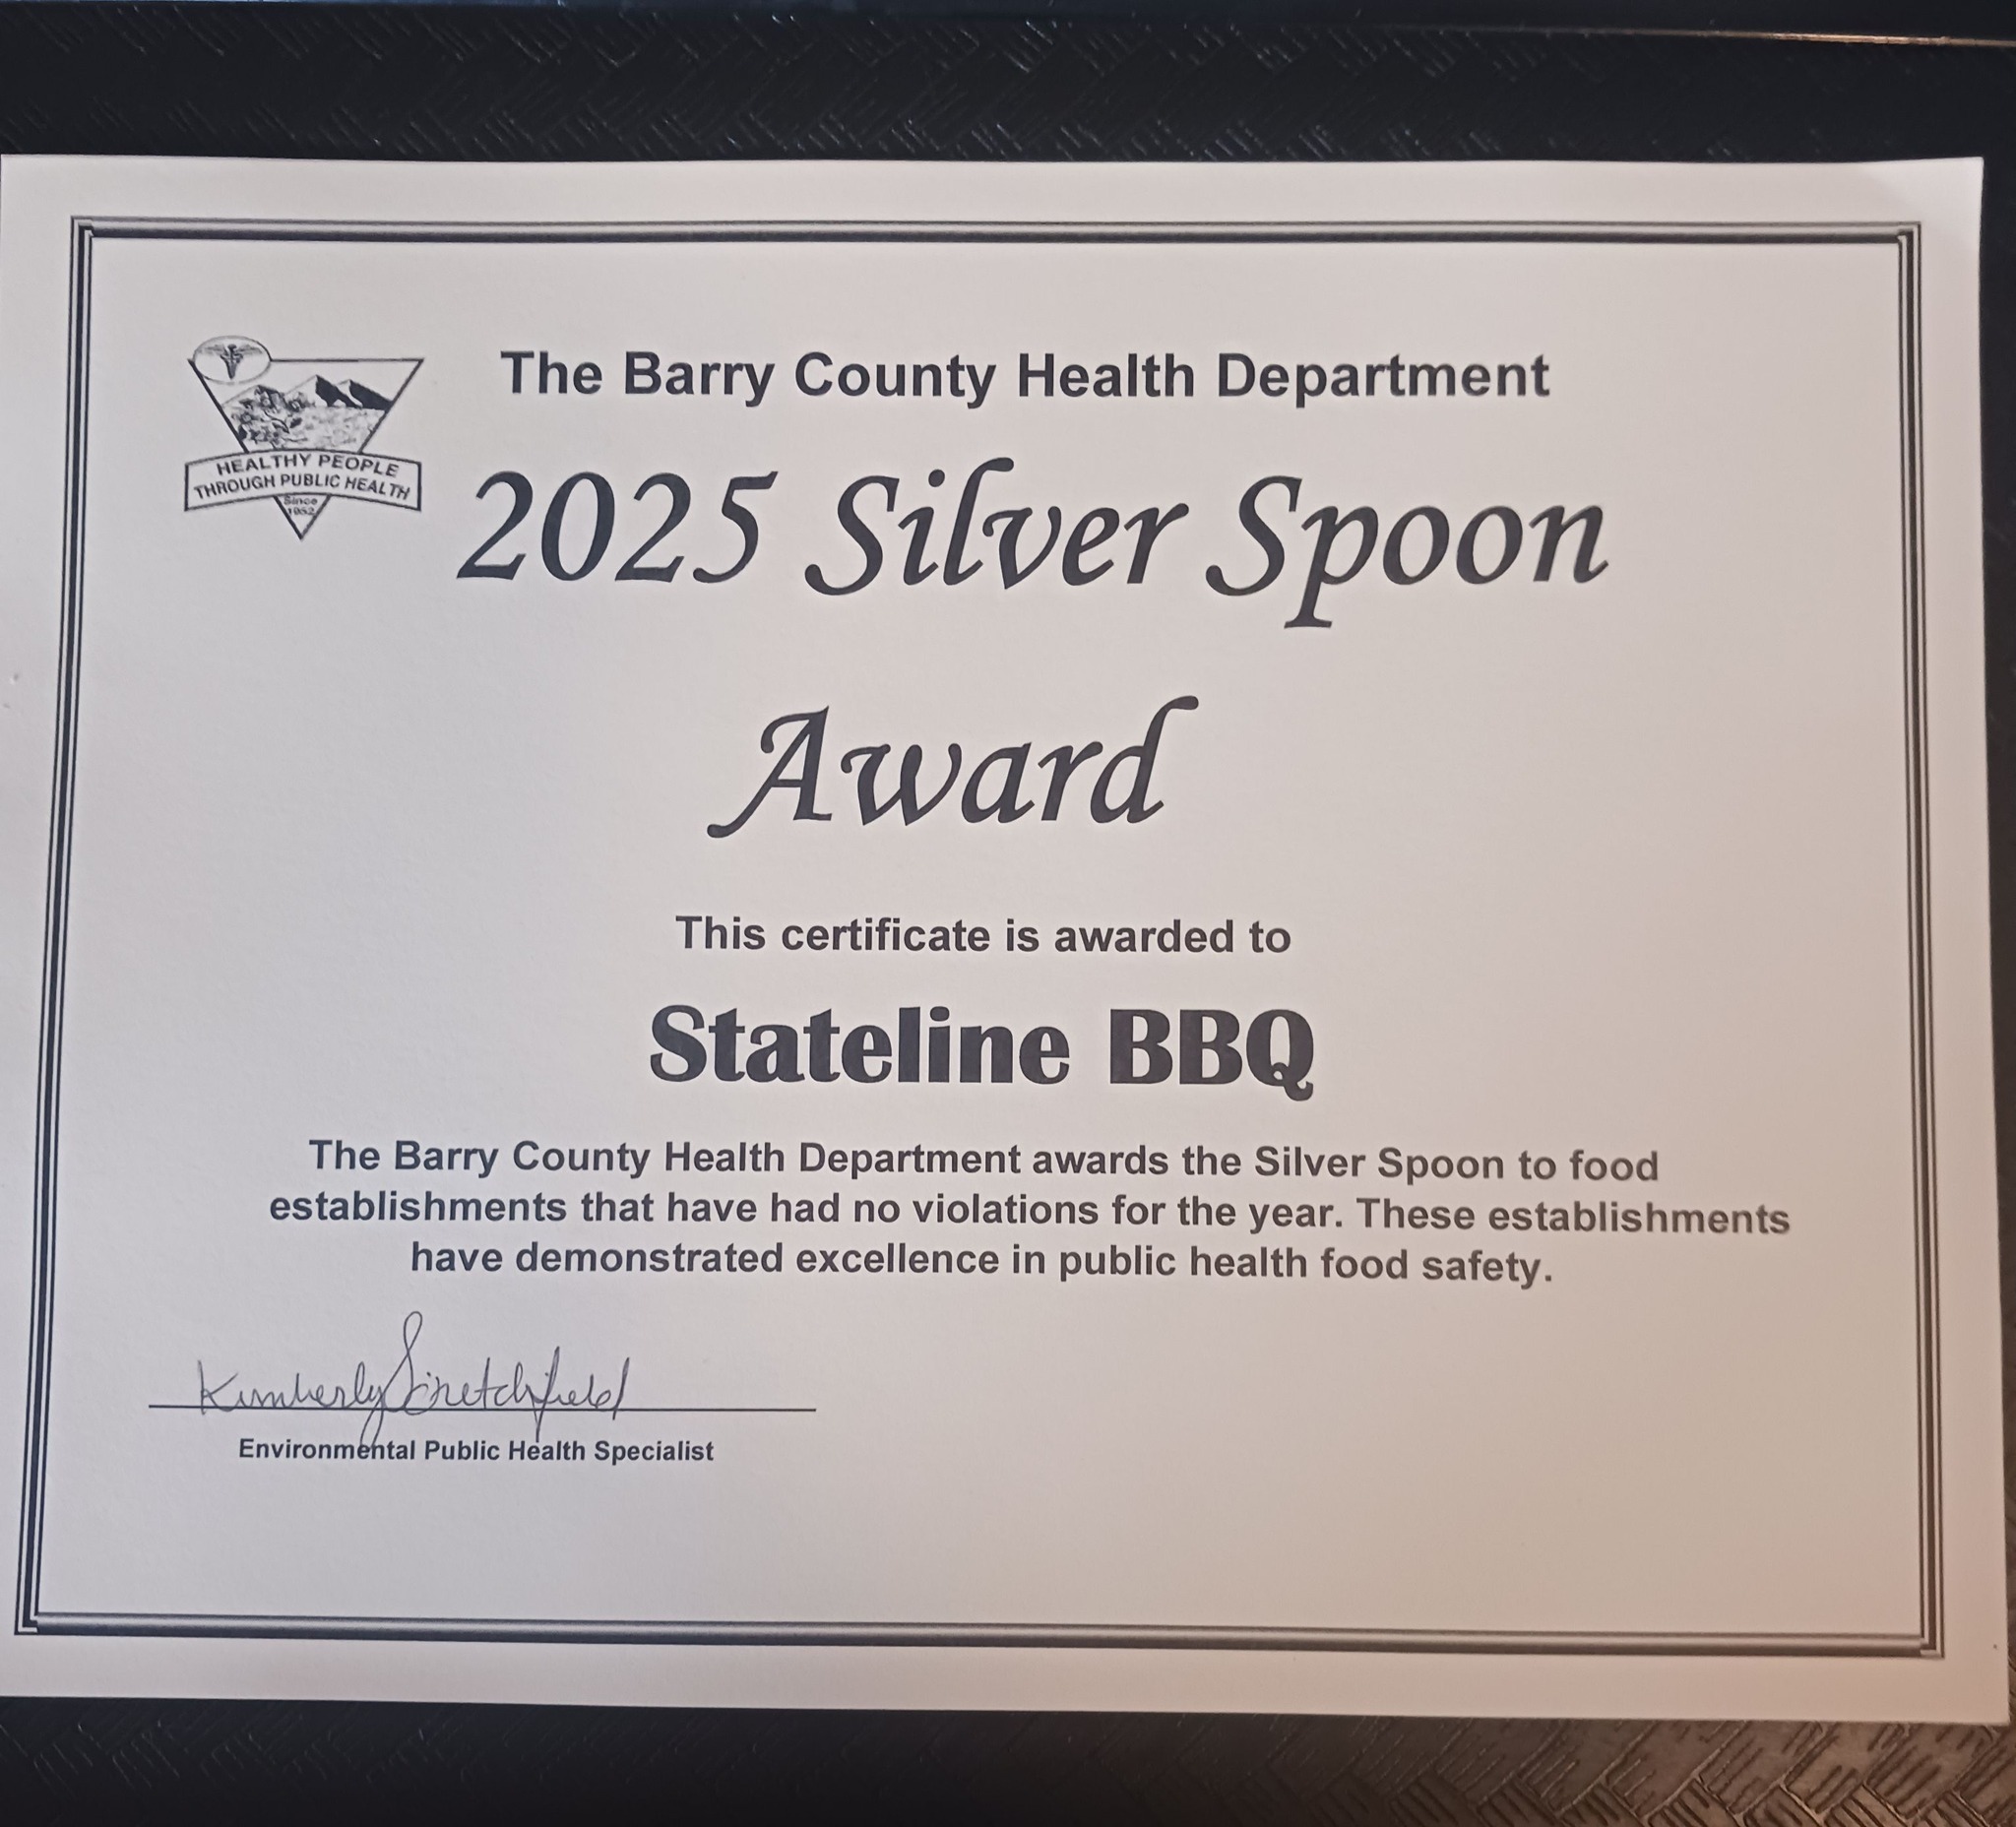 The Barry County Health Department
HEALTHY PEOPLE
THROUGH PUBLIC HEALTH
Since
1952
2025 Silver Spoon
Award
This certificate is awarded to
Stateline BBQ
The Barry County Health Department awards the Silver Spoon to food
establishments that have had no violations for the year. These establishments
have demonstrated excellence in public health food safety.
Kimberly
Environmental Public Health Specialist